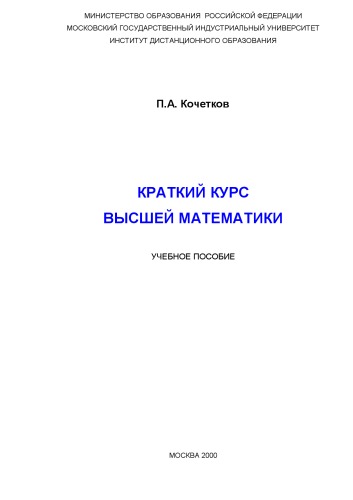 МИНИСТЕРСТВО ОБРАЗОВАНИЯ РОССИЙСКОЙ ФЕДЕРАЦИИ
МОСКОВСКИЙ ГОСУДАРСТВЕННЫЙ ИНДУСТРИАЛЬНЫЙ УНИВЕРСИТЕТ
ИНСТИТУТ ДИСТАНЦИОННОГО ОБРАЗОВАНИЯ
П.А. Кочетков
КРАТКИЙ КУРС
ВЫСШЕЙ МАТЕМАТИКИ
УЧЕБНОЕ ПОСОБИЕ
МОСКВА 2000